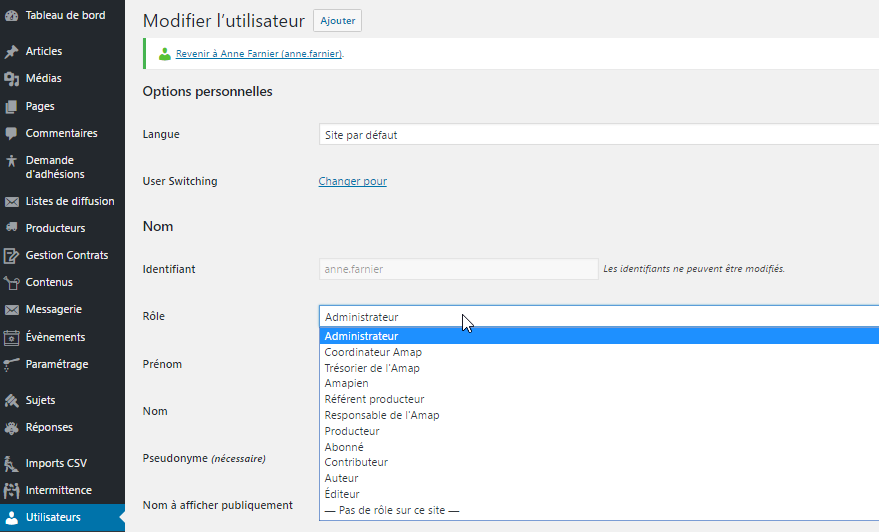 Tableau de bord
Articles
Médias
Pages
Commentaires
Demande
d'adhésions
Listes de diffusion
Producteurs
Gestion Contrats
Contenus
Messagerie
Évènements
Paramétrage
Sujets
Réponses
Imports CSV
Intermittence
Utilisateurs
Modifier l'utilisateur Ajouter
Revenir à Anne Farnier (anne.farnier).
Options personnelles
Langue Site par défaut
User Switching Changer pour
Nom
Identifiant anne.farnier Les identifiants ne peuvent être modifiés.
Rôle Administrateur
Administrateur
Coordinateur Amap
Trésorier de l'Amap
Amapien
Référent producteur
Responsable de l'Amap
Producteur
Abonné
Contributeur
Auteur
Éditeur
— Pas de rôle sur ce site —
Prénom
Nom
Pseudonyme (nécessaire)
Nom à afficher publiquement